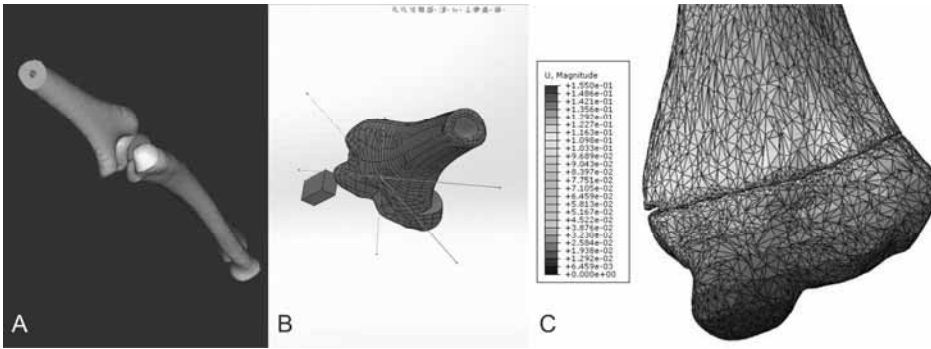 U, Magnitude
+1.550e-01
+1.486e-01
+1.421e-01
+1.356e-01
+1.292e-01
+1.227e-01
+1.163e-01
+1.098e-01
+1.033e-01
+9.689e-02
+9.043e-02
+8.397e-02
+7.751e-02
+7.105e-02
+6.459e-02
+5.813e-02
+5.167e-02
+4.522e-02
+3.876e-02
+3.230e-02
+2.584e-02
+1.938e-02
+1.292e-02
+6.459e-03
+0.000e+00
A
B
C